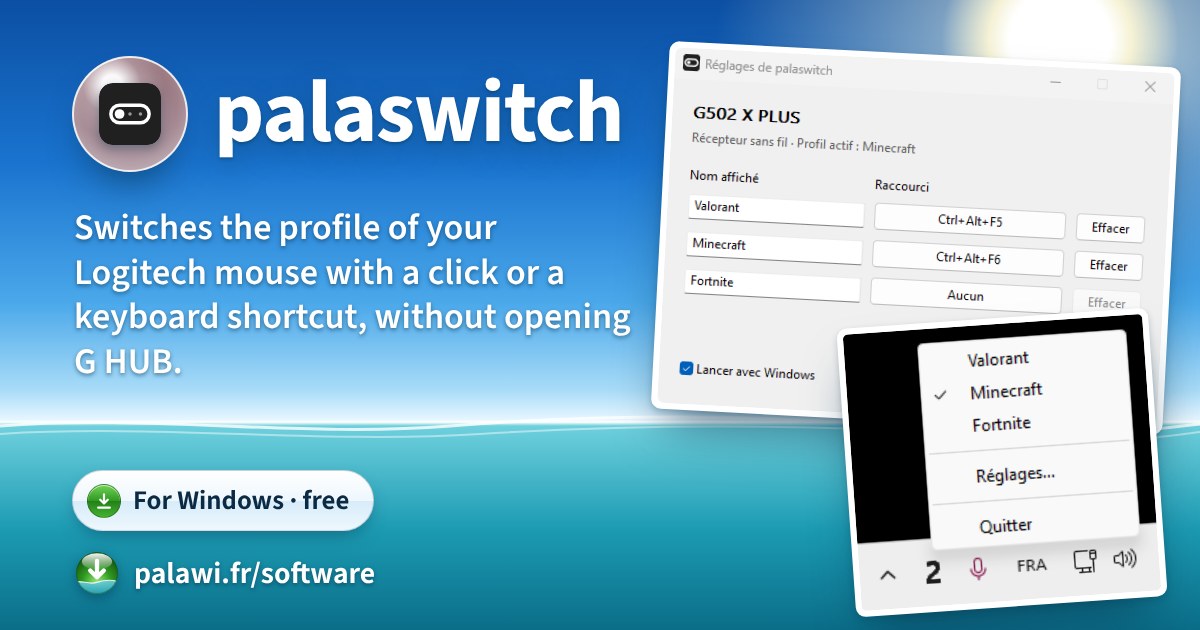 palaswitch
Switches the profile of your
Logitech mouse with a click or a
keyboard shortcut, without opening
G HUB.
For Windows · free
palawi.fr/software
Réglages de palaswitch
G502 X PLUS
Récepteur sans fil · Profil actif : Minecraft
Nom affiché Raccourci
Valorant Ctrl+Alt+F5 Effacer
Minecraft Ctrl+Alt+F6 Effacer
Fortnite Aucun Effacer
Lancer avec Windows
Valorant
Minecraft
Fortnite
Réglages...
Quitter
2 FRA